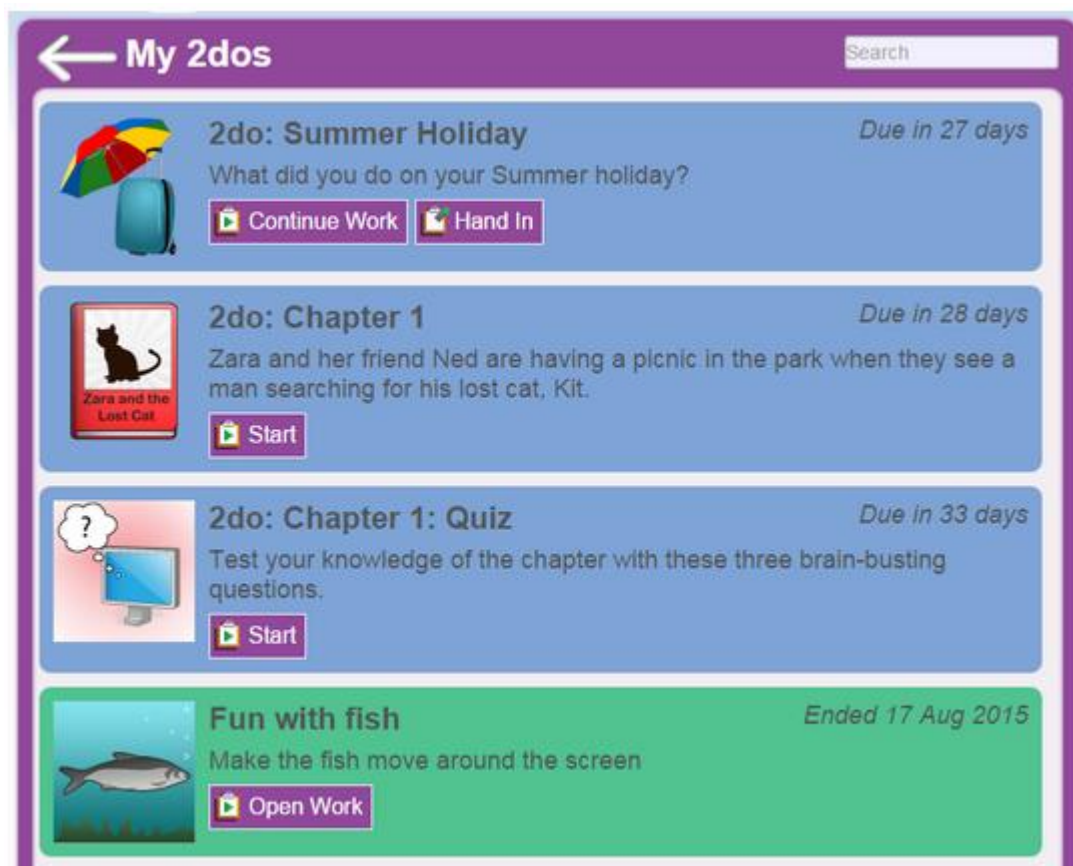 My 2dos
Search
2do: Summer Holiday
Due in 27 days
What did you do on your Summer holiday?
Continue Work
Hand In
2do: Chapter 1
Due in 28 days
Zara and her friend Ned are having a picnic in the park when they see a
man searching for his lost cat, Kit.
Zara and the
Lost Cat
Start
2do: Chapter 1: Quiz
Due in 33 days
?
Test your knowledge of the chapter with these three brain-busting
questions.
Start
Fun with fish
Ended 17 Aug 2015
Make the fish move around the screen
Open Work